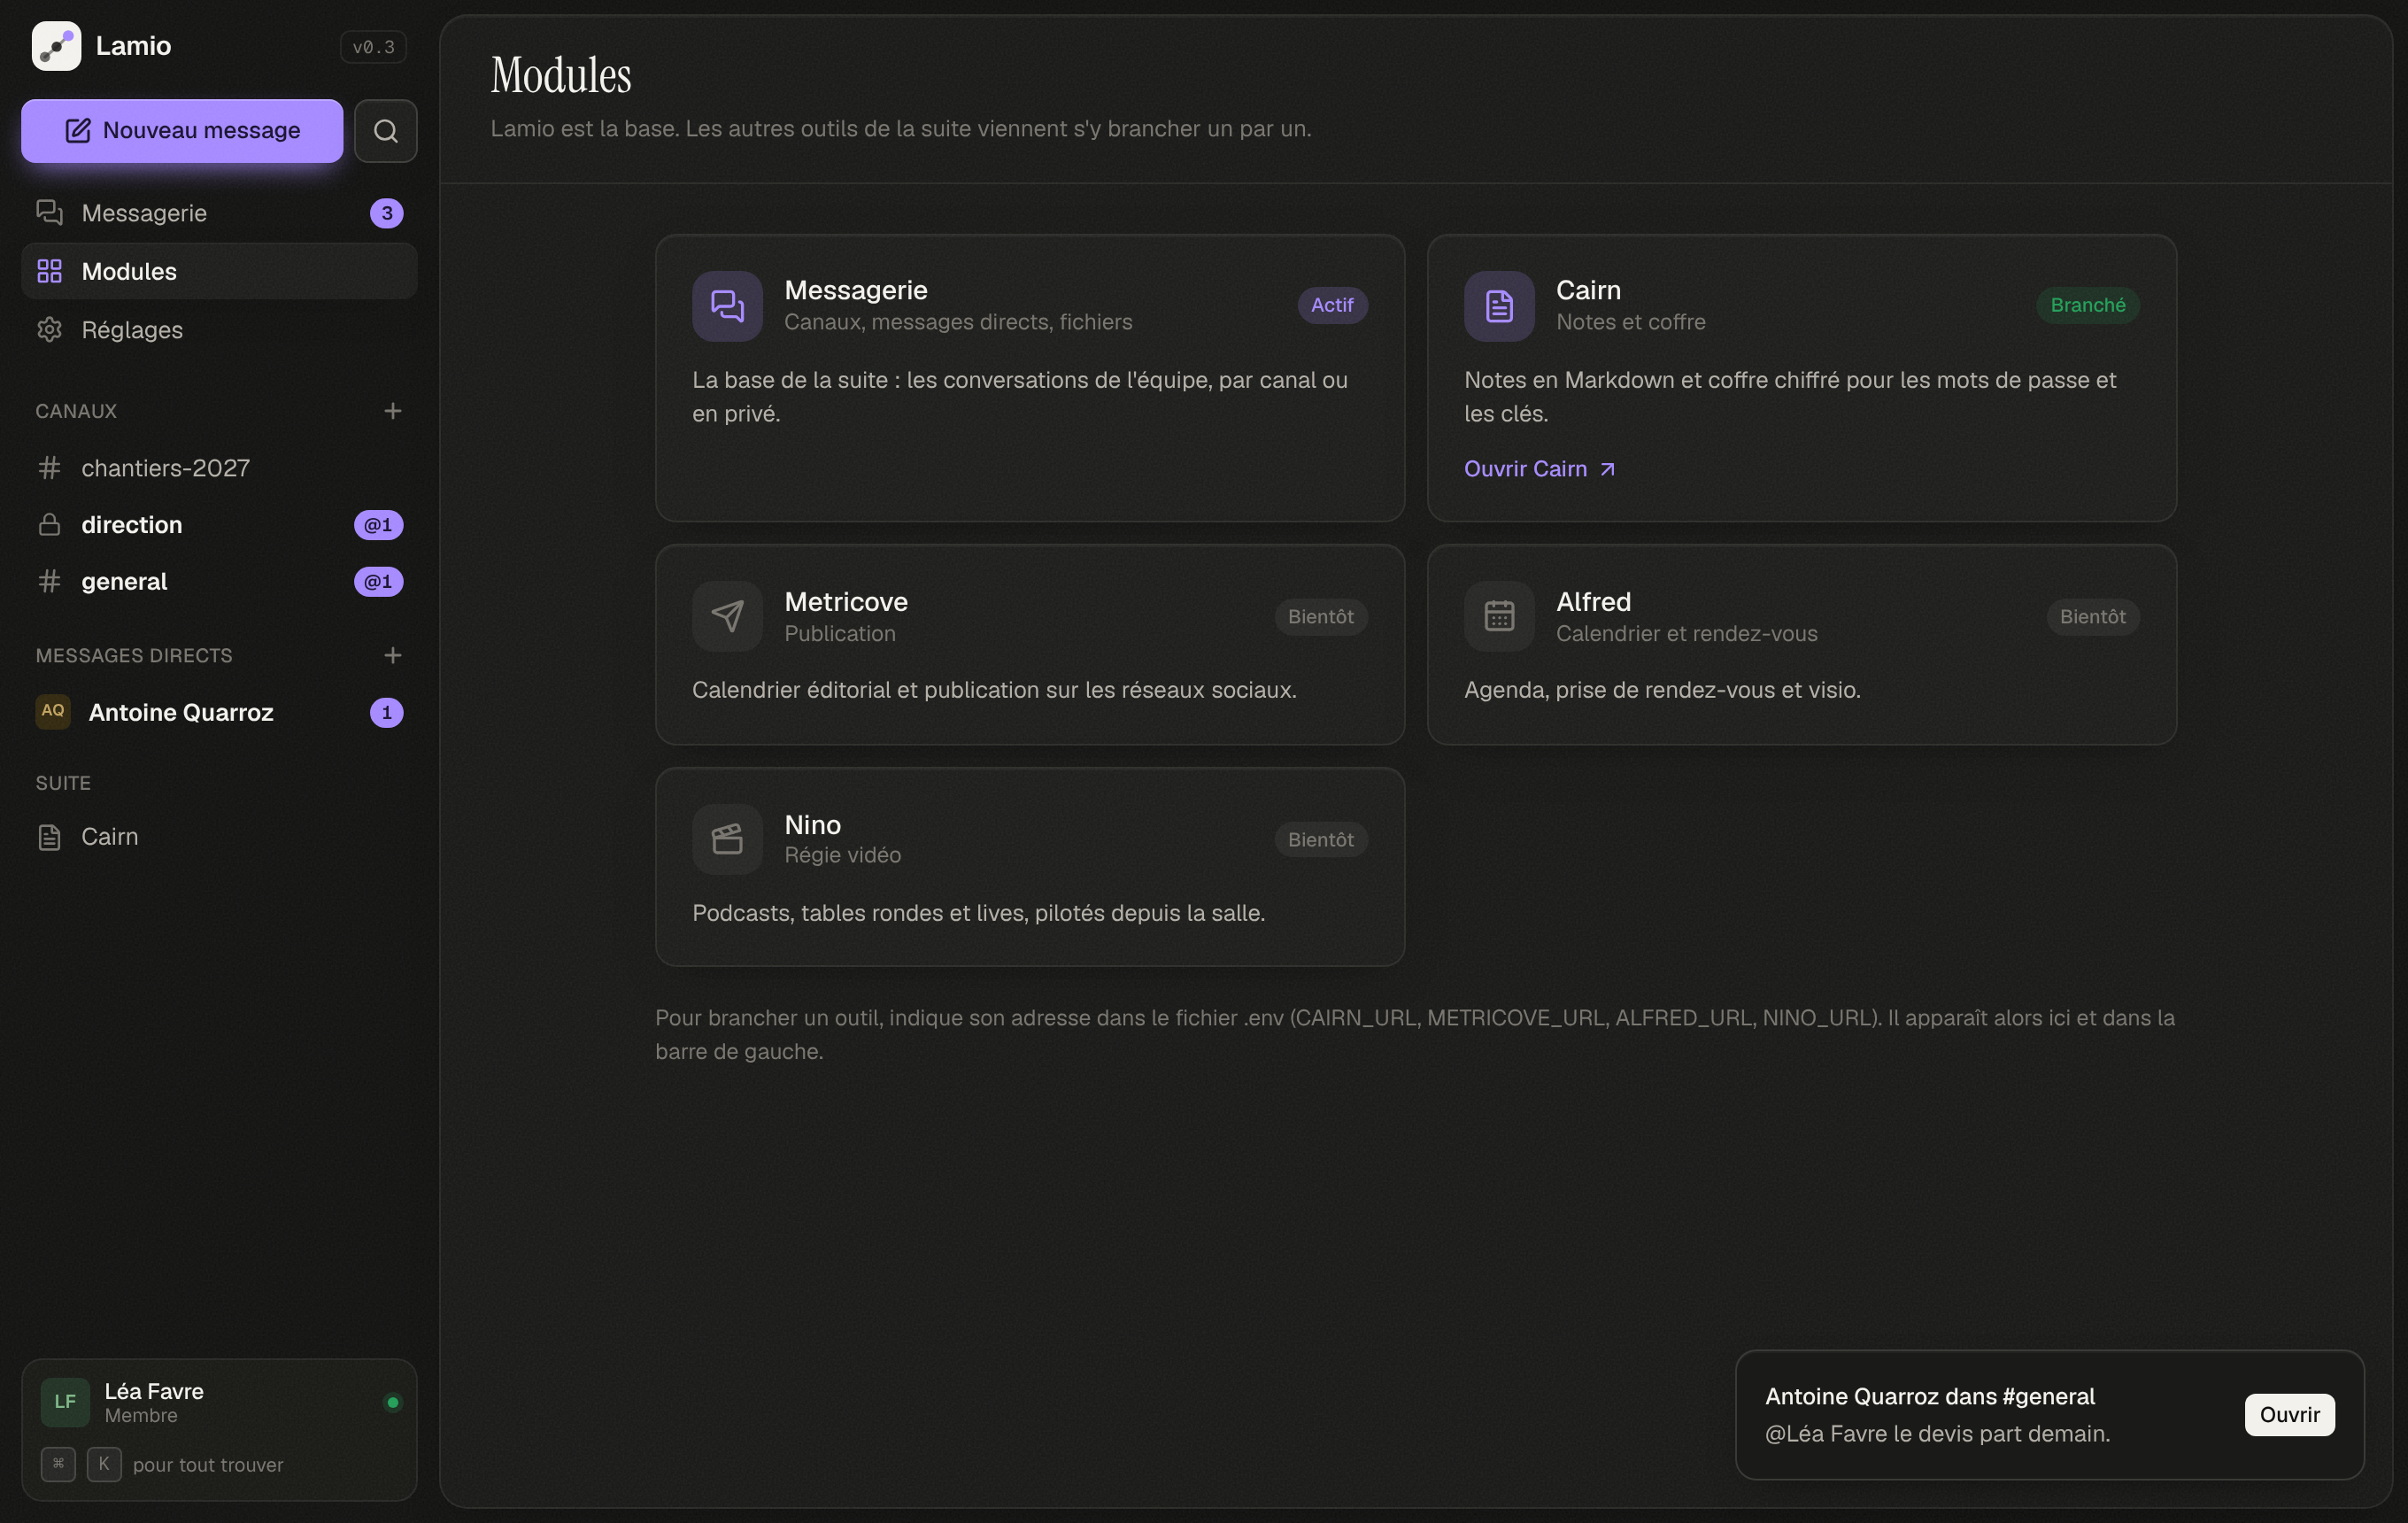 Lamio
v0.3
Nouveau message
Messagerie
3
Modules
Réglages
CANAUX
chantiers-2027
direction
@1
general
@1
MESSAGES DIRECTS
AQ
Antoine Quarroz
1
SUITE
Cairn
LF
Léa Favre
Membre
⌘ K pour tout trouver
Modules
Lamio est la base. Les autres outils de la suite viennent s'y brancher un par un.
Messagerie
Canaux, messages directs, fichiers
Actif
La base de la suite : les conversations de l'équipe, par canal ou
en privé.
Cairn
Notes et coffre
Branché
Notes en Markdown et coffre chiffré pour les mots de passe et
les clés.
Ouvrir Cairn
Metricove
Publication
Bientôt
Calendrier éditorial et publication sur les réseaux sociaux.
Alfred
Calendrier et rendez-vous
Bientôt
Agenda, prise de rendez-vous et visio.
Nino
Régie vidéo
Bientôt
Podcasts, tables rondes et lives, pilotés depuis la salle.
Pour brancher un outil, indique son adresse dans le fichier .env (CAIRN_URL, METRICOVE_URL, ALFRED_URL, NINO_URL). Il apparaît alors ici et dans la
barre de gauche.
Antoine Quarroz dans #general
@Léa Favre le devis part demain.
Ouvrir